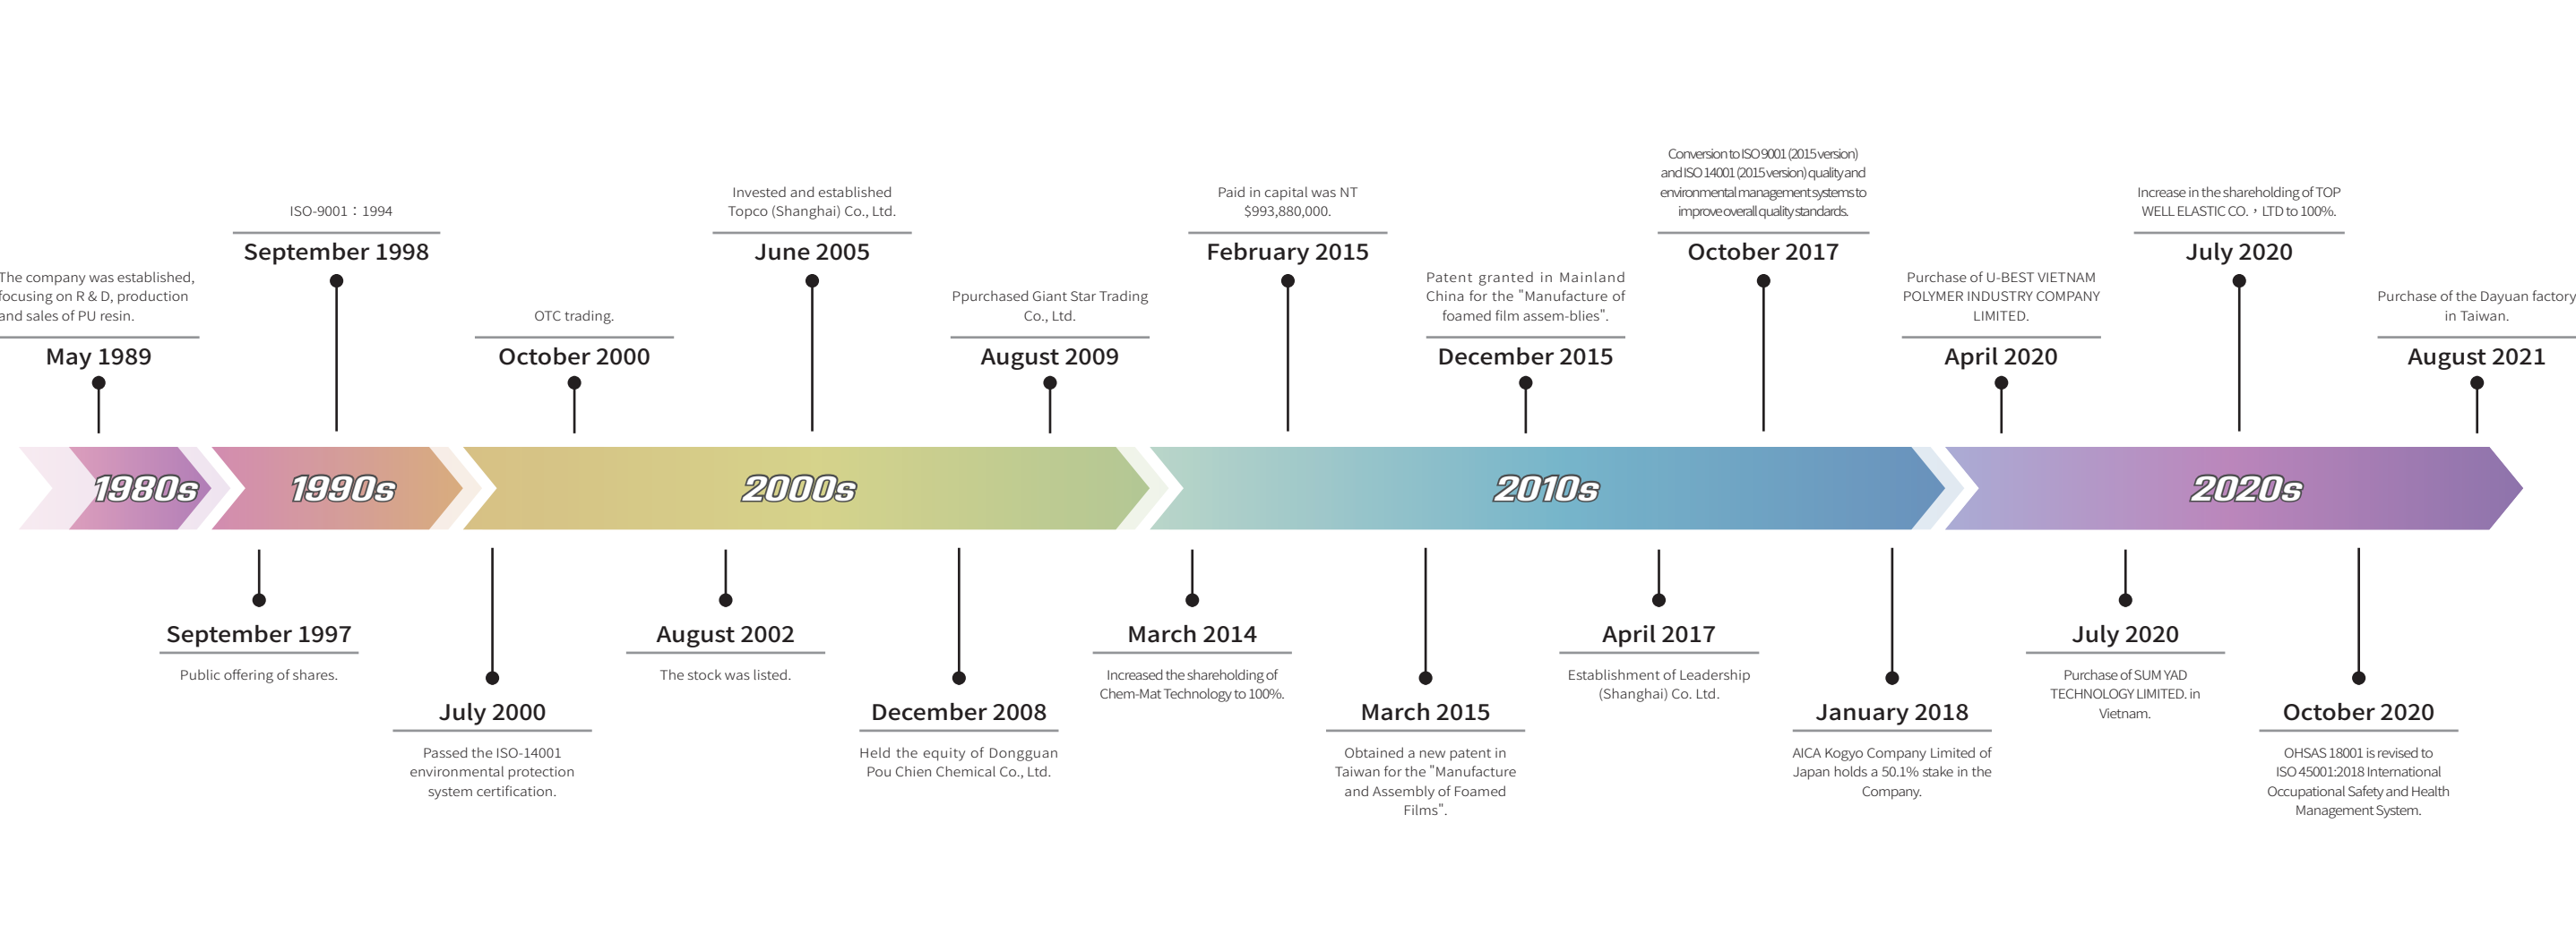 The company was established,
focusing on R & D, production
and sales of PU resin.
May 1989
ISO-9001：1994
September 1998
OTC trading.
October 2000
Invested and established
Topco (Shanghai) Co., Ltd.
June 2005
Ppurchased Giant Star Trading
Co., Ltd.
August 2009
Paid in capital was NT
$993,880,000.
February 2015
Patent granted in Mainland
China for the "Manufacture of
foamed film assem-blies".
December 2015
Conversion to ISO 9001 (2015 version)
and ISO 14001 (2015 version) quality and
environmental management systems to
improve overall quality standards.
October 2017
Purchase of U-BEST VIETNAM
POLYMER INDUSTRY COMPANY
LIMITED.
April 2020
Increase in the shareholding of TOP
WELL ELASTIC CO.，LTD to 100%.
July 2020
Purchase of the Dayuan factory
in Taiwan.
August 2021
1980s
1990s
2000s
2010s
2020s
September 1997
Public offering of shares.
July 2000
Passed the ISO-14001
environmental protection
system certification.
August 2002
The stock was listed.
December 2008
Held the equity of Dongguan
Pou Chien Chemical Co., Ltd.
March 2014
Increased the shareholding of
Chem-Mat Technology to 100%.
March 2015
Obtained a new patent in
Taiwan for the "Manufacture
and Assembly of Foamed
Films".
April 2017
Establishment of Leadership
(Shanghai) Co. Ltd.
January 2018
AICA Kogyo Company Limited of
Japan holds a 50.1% stake in the
Company.
July 2020
Purchase of SUM YAD
TECHNOLOGY LIMITED. in
Vietnam.
October 2020
OHSAS 18001 is revised to
ISO 45001:2018 International
Occupational Safety and Health
Management System.